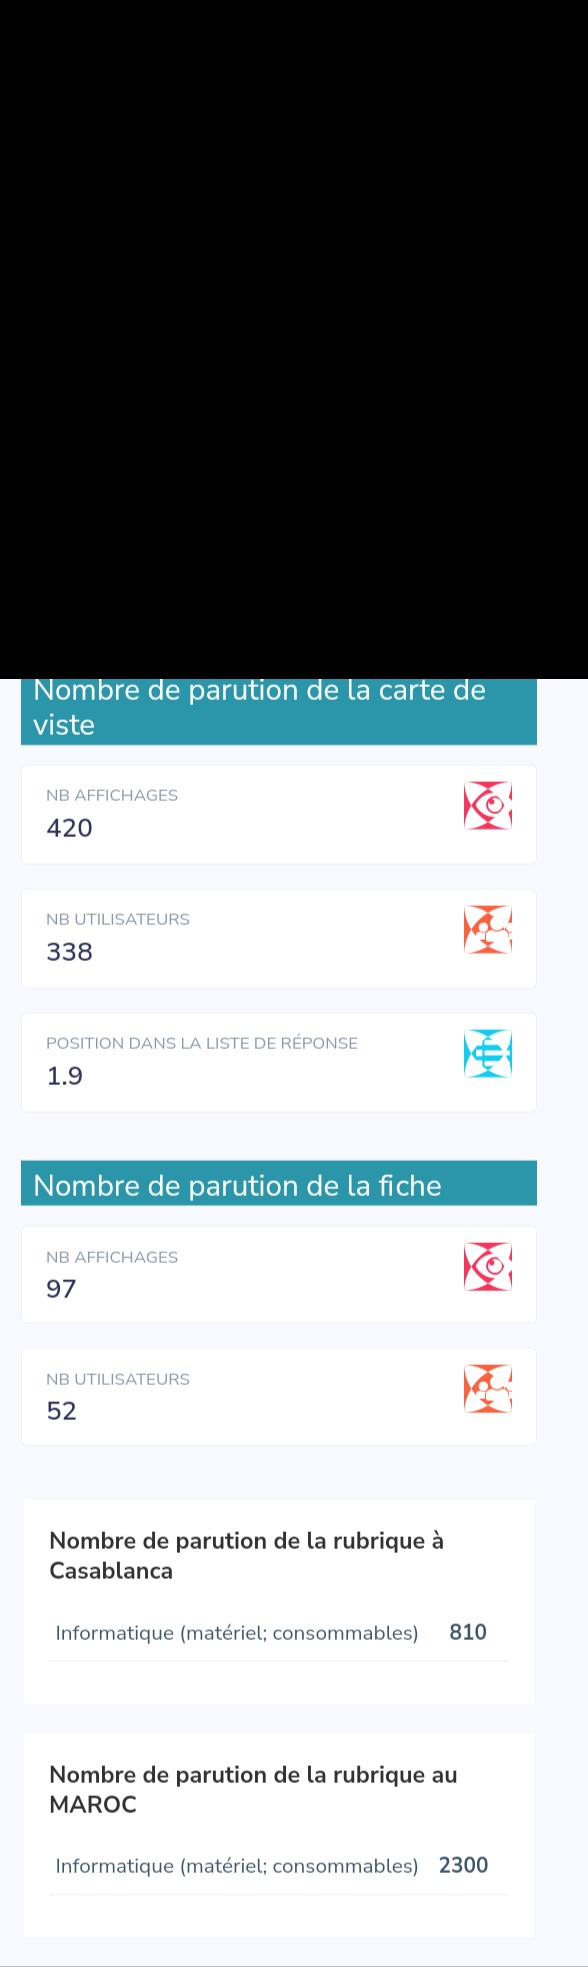 Nombre de parution de la carte de
viste
NB AFFICHAGES
420
NB UTILISATEURS
338
POSITION DANS LA LISTE DE RÉPONSE
1.9
Nombre de parution de la fiche
NB AFFICHAGES
97
NB UTILISATEURS
52
Nombre de parution de la rubrique à
Casablanca
Informatique (matériel; consommables) 810
Nombre de parution de la rubrique au
MAROC
Informatique (matériel; consommables) 2300